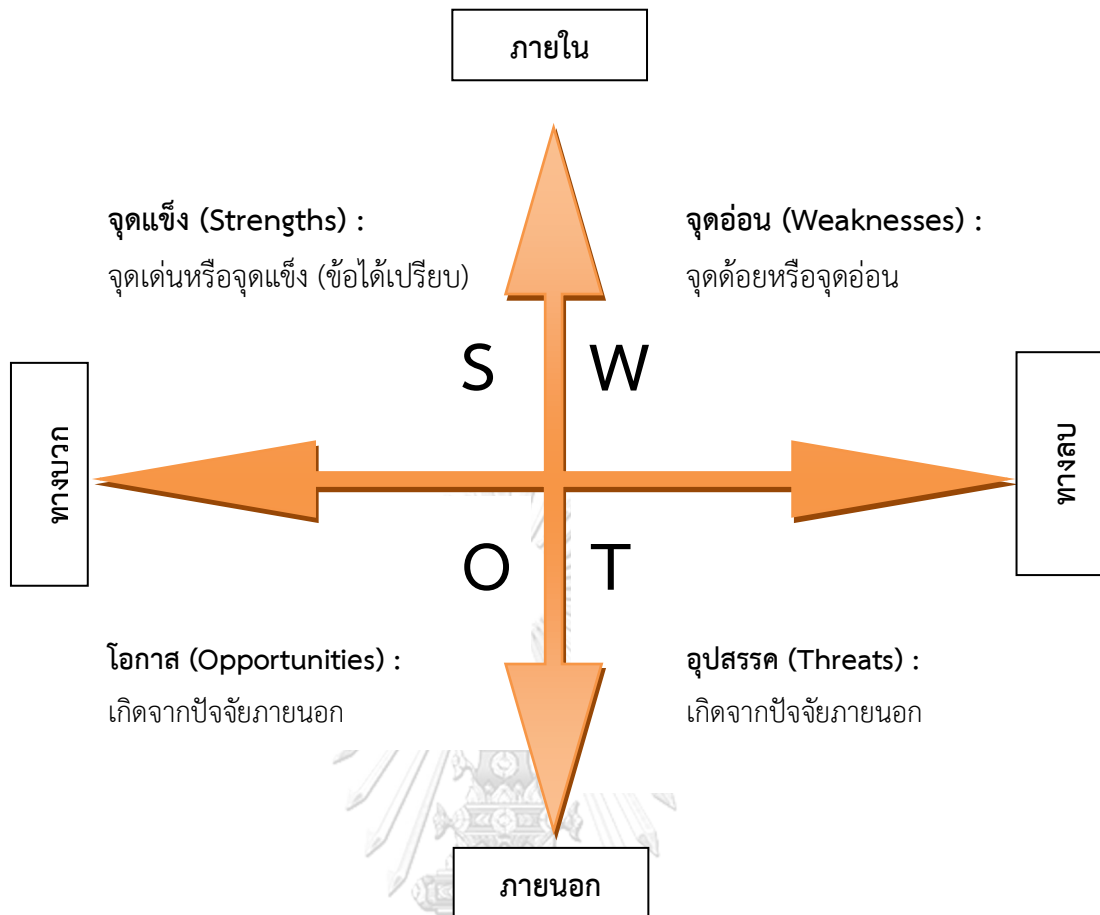 ภายใน
จุดแข็ง (Strengths) :
จุดเด่นหรือจุดแข็ง (ข้อได้เปรียบ)
จุดอ่อน (Weaknesses) :
จุดด้อยหรือจุดอ่อน
S W
ทางบวก
ทางลบ
O T
โอกาส (Opportunities) :
เกิดจากปัจจัยภายนอก
อุปสรรค (Threats) :
เกิดจากปัจจัยภายนอก
ภายนอก